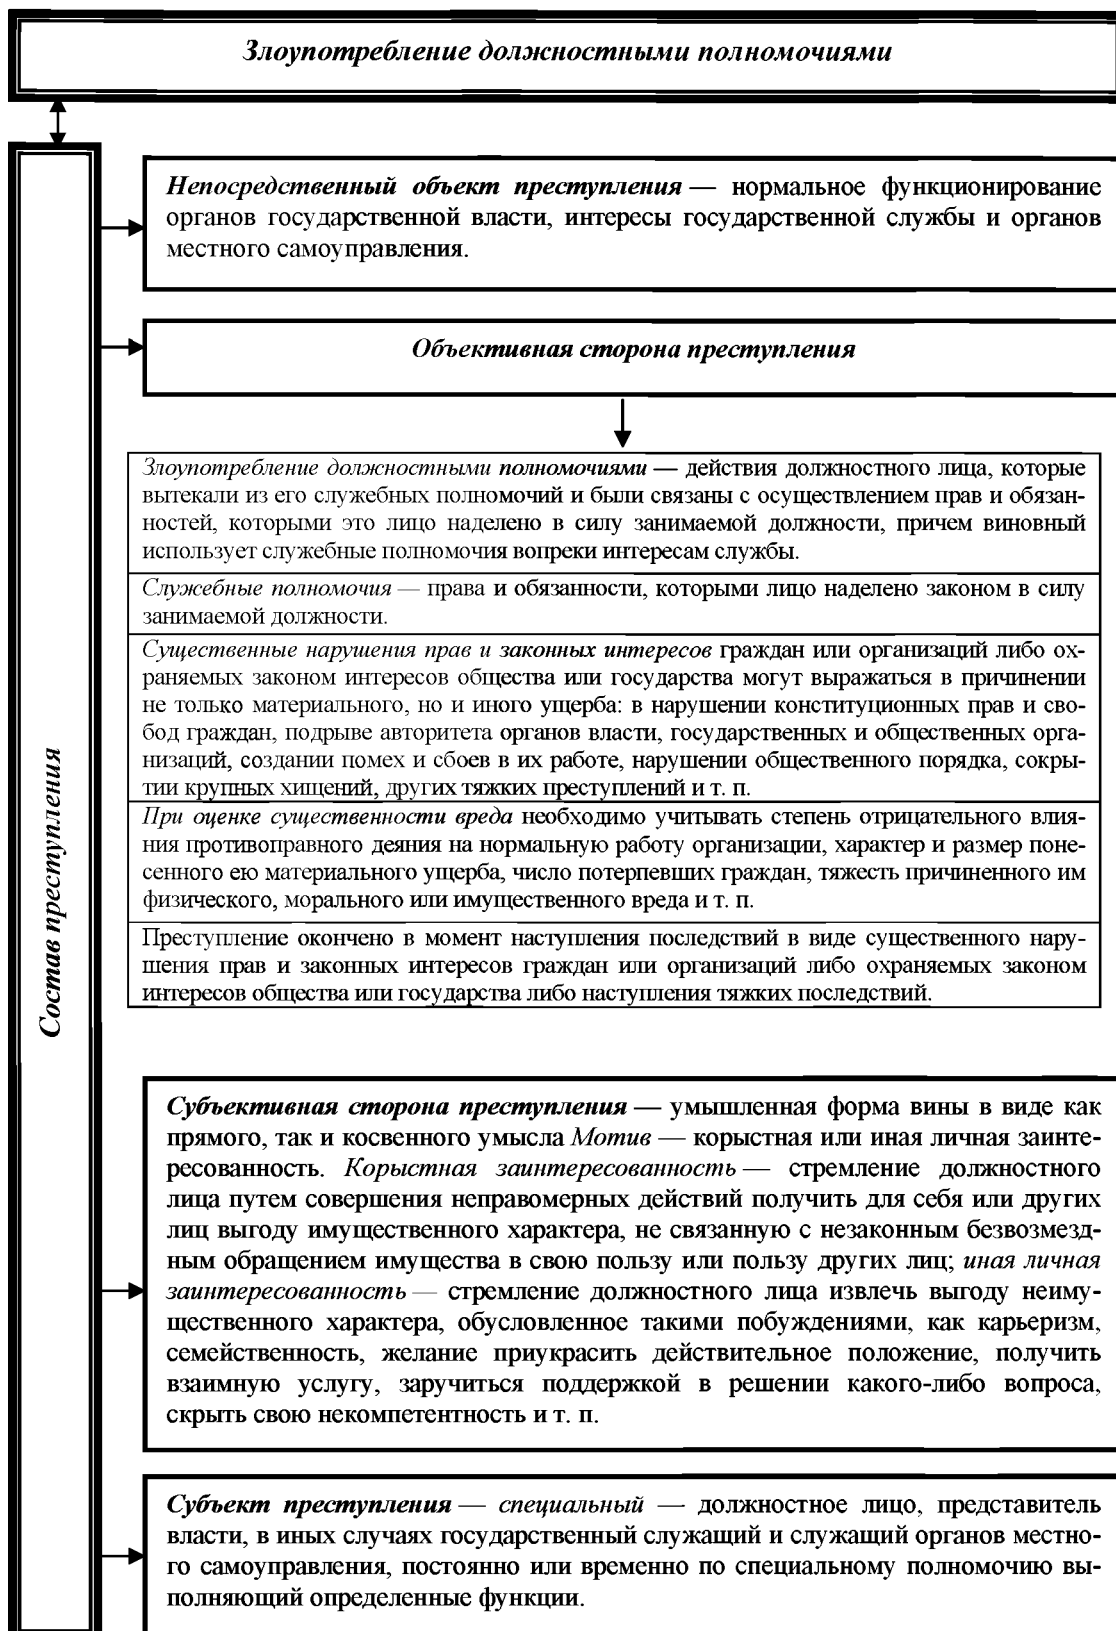 Злоупотребление должностными полномочиями
Состав преступления
Непосредственный объект преступления — нормальное функционирование
органов государственной власти, интересы государственной службы и органов
местного самоуправления.
Объективная сторона преступления
Злоупотребление должностными полномочиями — действия должностного лица, которые
вытекали из его служебных полномочий и были связаны с осуществлением прав и обязан-
ностей, которыми это лицо наделено в силу занимаемой должности, причем виновный
использует служебные полномочия вопреки интересам службы.
Служебные полномочия — права и обязанности, которыми лицо наделено законом в силу
занимаемой должности.
Существенные нарушения прав и законных интересов граждан или организаций либо ох-
раняемых законом интересов общества или государства могут выражаться в причинении
не только материального, но и иного ущерба: в нарушении конституционных прав и сво-
бод граждан, подрыве авторитета органов власти, государственных и общественных орга-
низаций, создании помех и сбоев в их работе, нарушении общественного порядка, сокры-
тии крупных хищений, других тяжких преступлений и т. п.
При оценке существенности вреда необходимо учитывать степень отрицательного влия-
ния противоправного деяния на нормальную работу организации, характер и размер поне-
сенного ею материального ущерба, число потерпевших граждан, тяжесть причиненного им
физического, морального или имущественного вреда и т. п.
Преступление окончено в момент наступления последствий в виде существенного нару-
шения прав и законных интересов граждан или организаций либо охраняемых законом
интересов общества или государства либо наступления тяжких последствий.
Субъективная сторона преступления — умышленная форма вины в виде как
прямого, так и косвенного умысла Мотив — корыстная или иная личная заинте-
ресованность. Корыстная заинтересованность — стремление должностного
лица путем совершения неправомерных действий получить для себя или других
лиц выгоду имущественного характера, не связанную с незаконным безвозмезд-
ным обращением имущества в свою пользу или пользу других лиц; иная личная
заинтересованность — стремление должностного лица извлечь выгоду неиму-
щественного характера, обусловленное такими побуждениями, как карьеризм,
семейственность, желание приукрасить действительное положение, получить
взаимную услугу, заручиться поддержкой в решении какого-либо вопроса,
скрыть свою некомпетентность и т. п.
Субъект преступления — специальный — должностное лицо, представитель
власти, в иных случаях государственный служащий и служащий органов местно-
го самоуправления, постоянно или временно по специальному полномочию вы-
полняющий определенные функции.